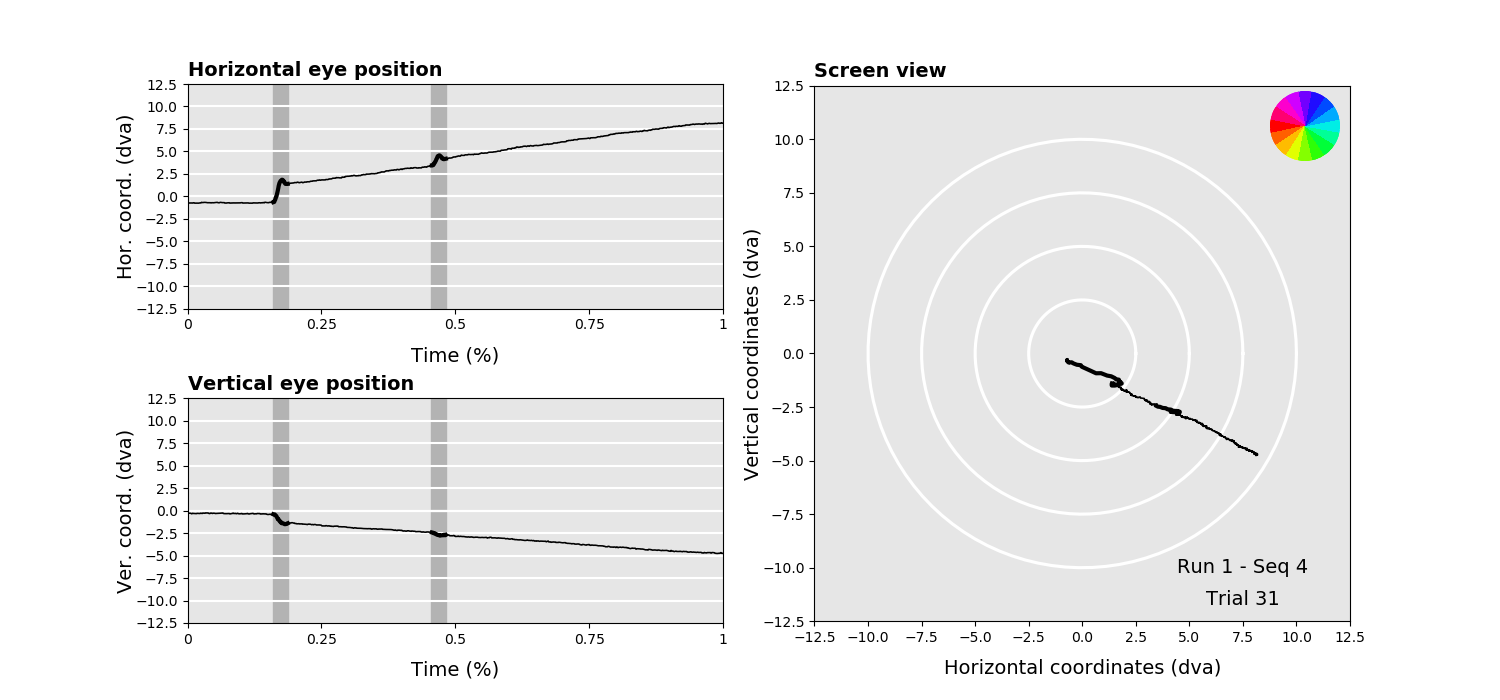 Horizontal eye position
12.5
10.0
7.5
5.0
2.5
0.0
−2.5
−5.0
−7.5
−10.0
−12.5
Hor. coord. (dva)
0 0.25 0.5 0.75 1
Time (%)
Vertical eye position
12.5
10.0
7.5
5.0
2.5
0.0
−2.5
−5.0
−7.5
−10.0
−12.5
Ver. coord. (dva)
0 0.25 0.5 0.75 1
Time (%)
Screen view
12.5
10.0
7.5
5.0
2.5
0.0
−2.5
−5.0
−7.5
−10.0
−12.5
Vertical coordinates (dva)
Run 1 - Seq 4
Trial 31
−12.5 −10.0 −7.5 −5.0 −2.5 0.0 2.5 5.0 7.5 10.0 12.5
Horizontal coordinates (dva)